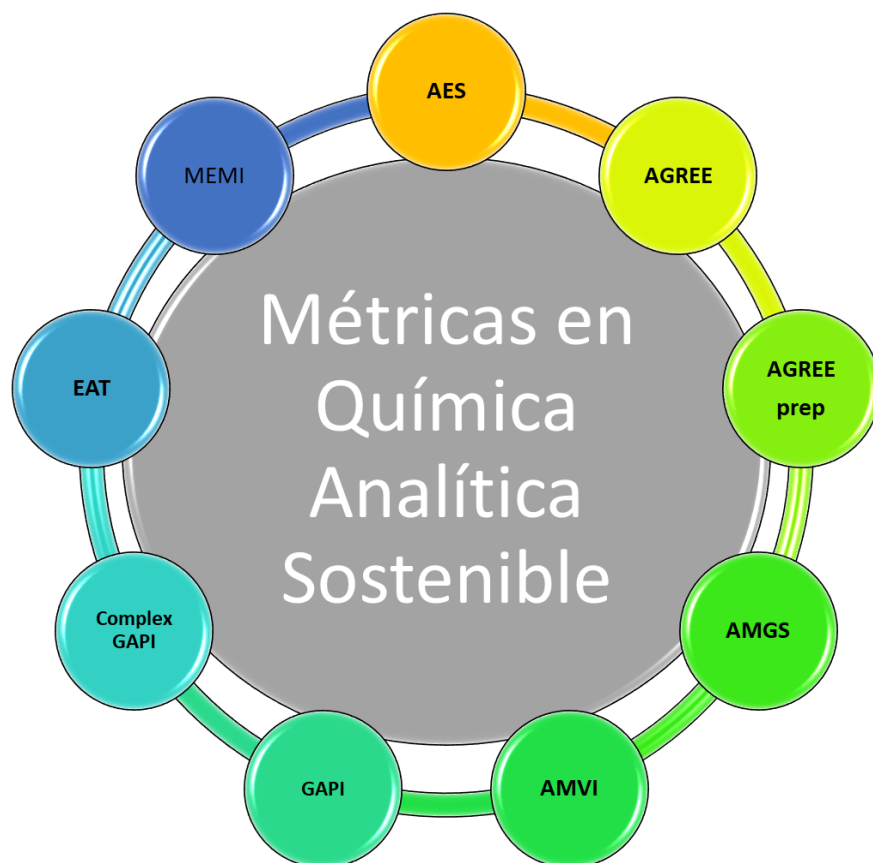 AES
AGREE
AGREE
prep
AMGS
AMVI
GAPI
Complex
GAPI
EAT
MEMI
Métricas en
Química
Analítica
Sostenible